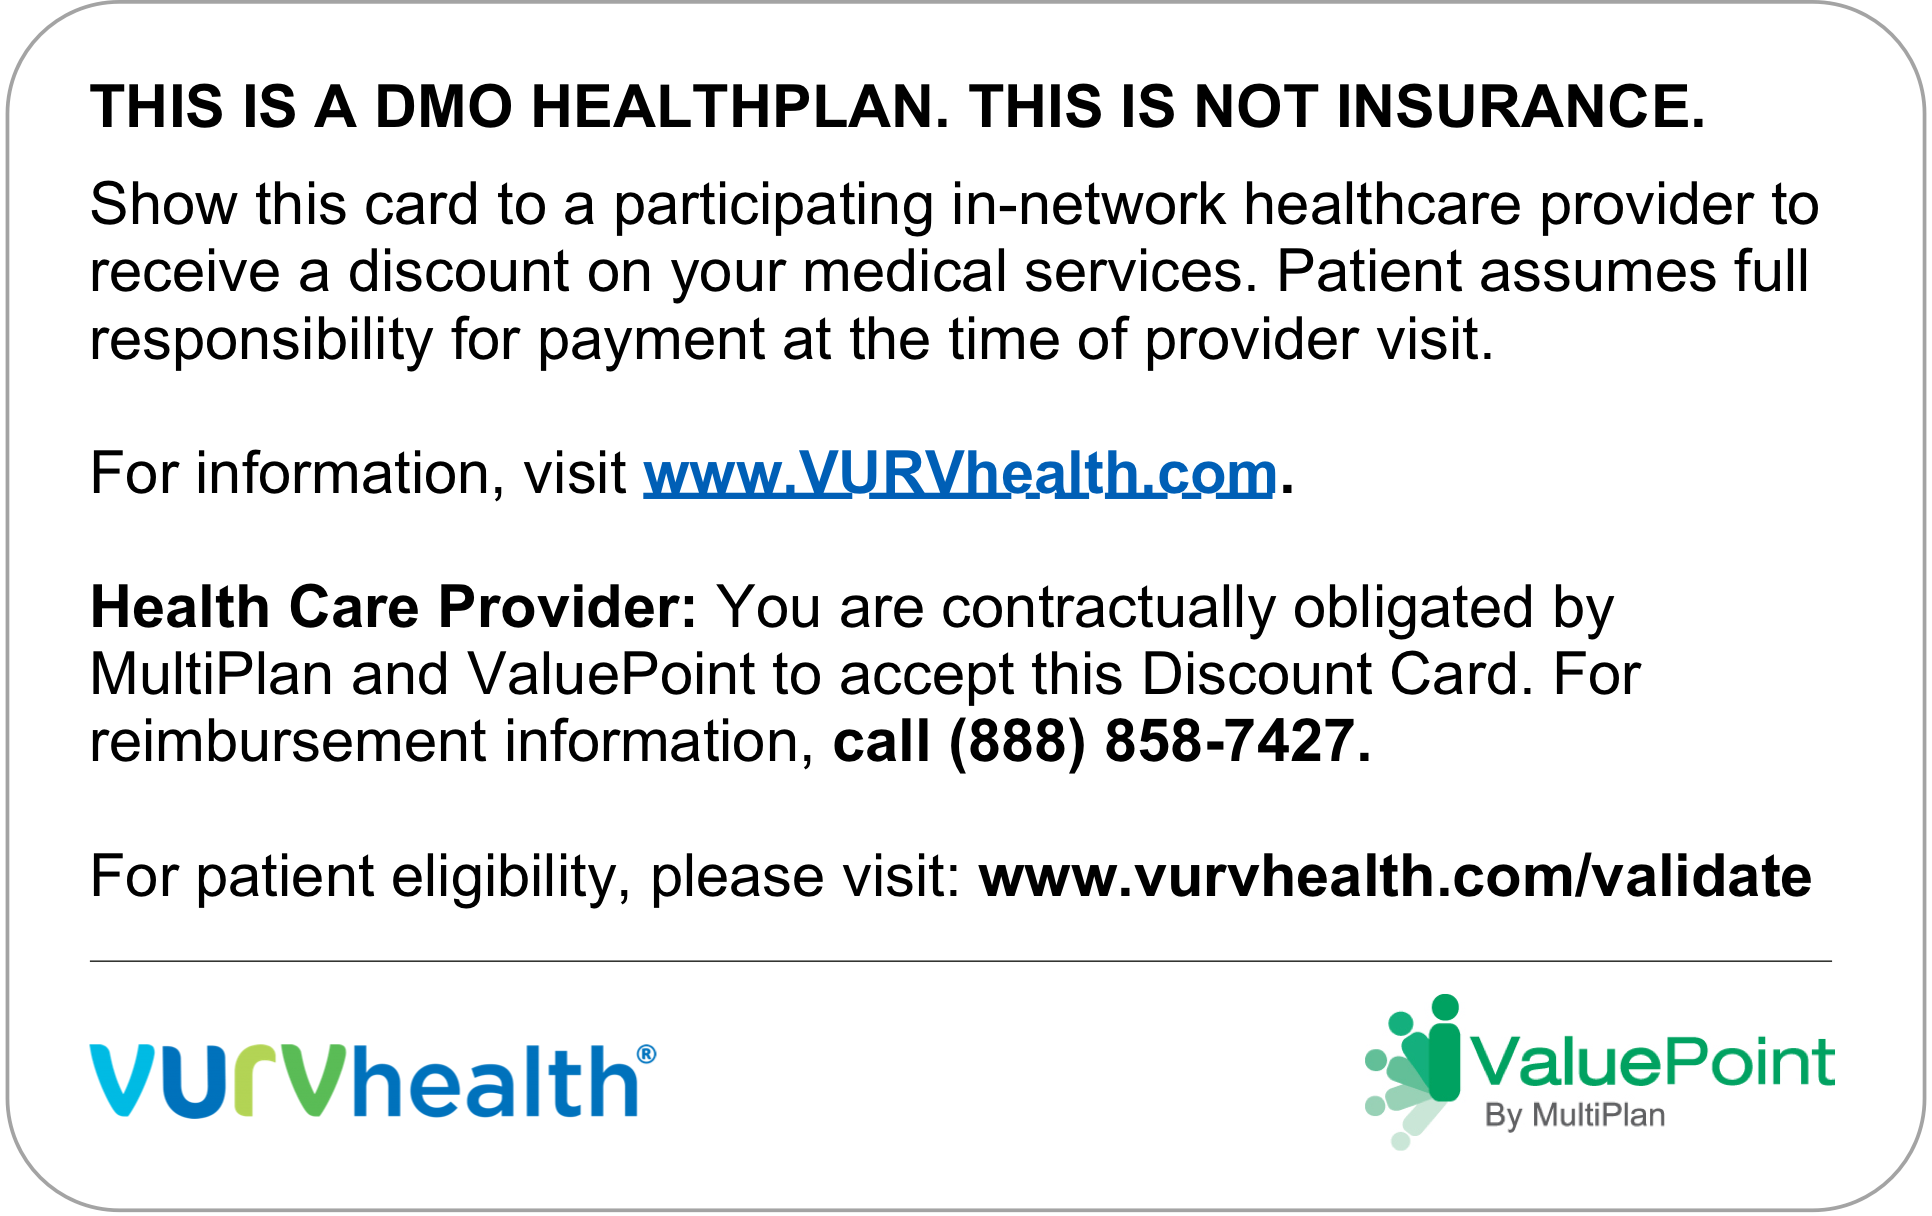 THIS IS A DMO HEALTHPLAN. THIS IS NOT INSURANCE.
Show this card to a participating in-network healthcare provider to
receive a discount on your medical services. Patient assumes full
responsibility for payment at the time of provider visit.
For information, visit www.VURVhealth.com.
Health Care Provider: You are contractually obligated by
MultiPlan and ValuePoint to accept this Discount Card. For
reimbursement information, call (888) 858-7427.
For patient eligibility, please visit: www.vurvhealth.com/validate
vurvhealth®
ValuePoint
By MultiPlan